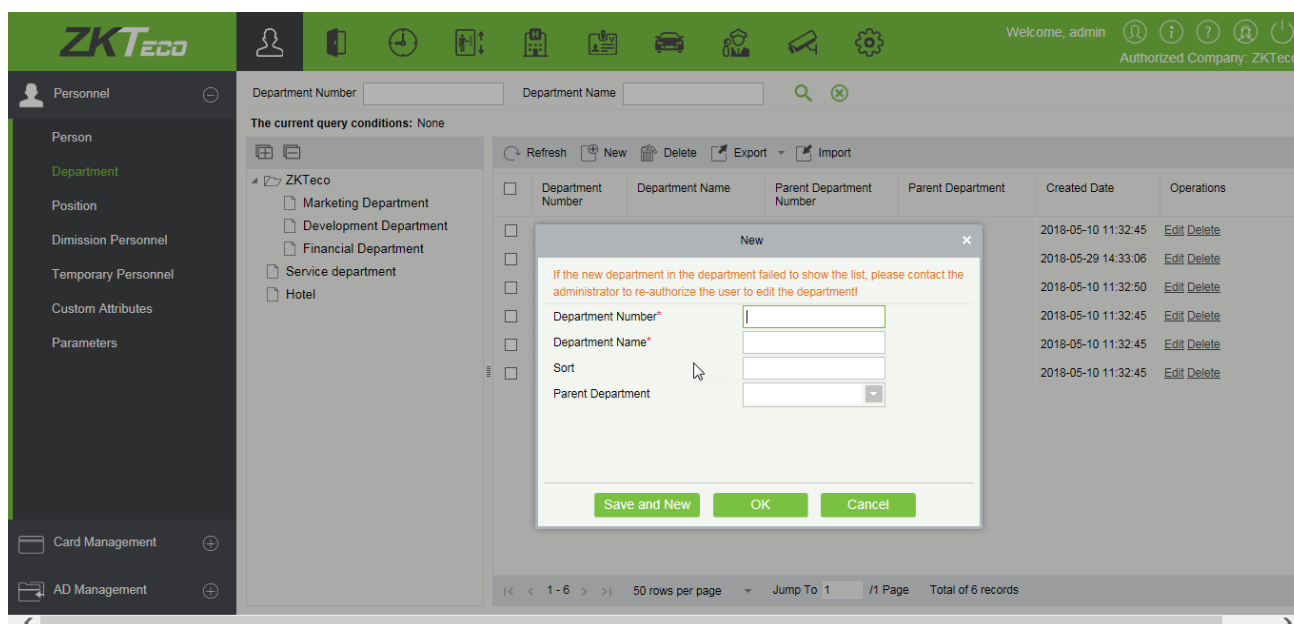 ZKTeco
Welcome, admin
Authorized Company: ZKTeco
Personnel
Person
Department
Position
Dimission Personnel
Temporary Personnel
Custom Attributes
Parameters
Card Management
AD Management
Department Number
Department Name
The current query conditions: None
ZKTeco
Marketing Department
Development Department
Financial Department
Service department
Hotel
Refresh New Delete Export Import
Department Number
Department Name
Parent Department Number
Parent Department
Created Date
Operations
2018-05-10 11:32:45 Edit Delete
2018-05-29 14:33:06 Edit Delete
2018-05-10 11:32:50 Edit Delete
2018-05-10 11:32:45 Edit Delete
2018-05-10 11:32:45 Edit Delete
2018-05-10 11:32:45 Edit Delete
New
If the new department in the department failed to show the list, please contact the
administrator to re-authorize the user to edit the department!
Department Number*
Department Name*
Sort
Parent Department
Save and New OK Cancel
1 - 6 50 rows per page Jump To 1 /1 Page Total of 6 records